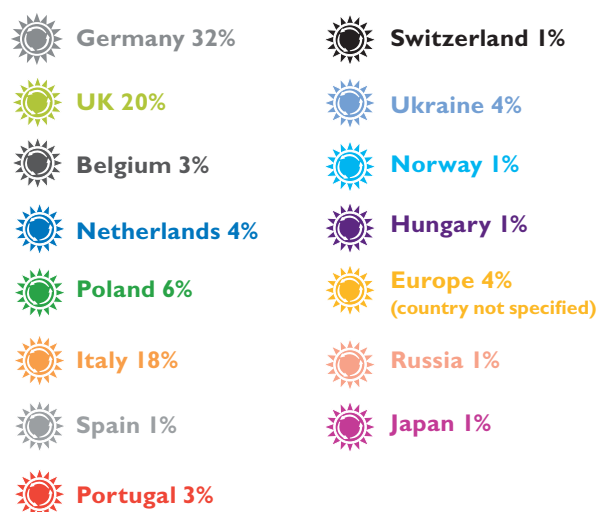 Germany 32%
UK 20%
Belgium 3%
Netherlands 4%
Poland 6%
Italy 18%
Spain 1%
Portugal 3%
Switzerland 1%
Ukraine 4%
Norway 1%
Hungary 1%
Europe 4%
(country not specified)
Russia 1%
Japan 1%